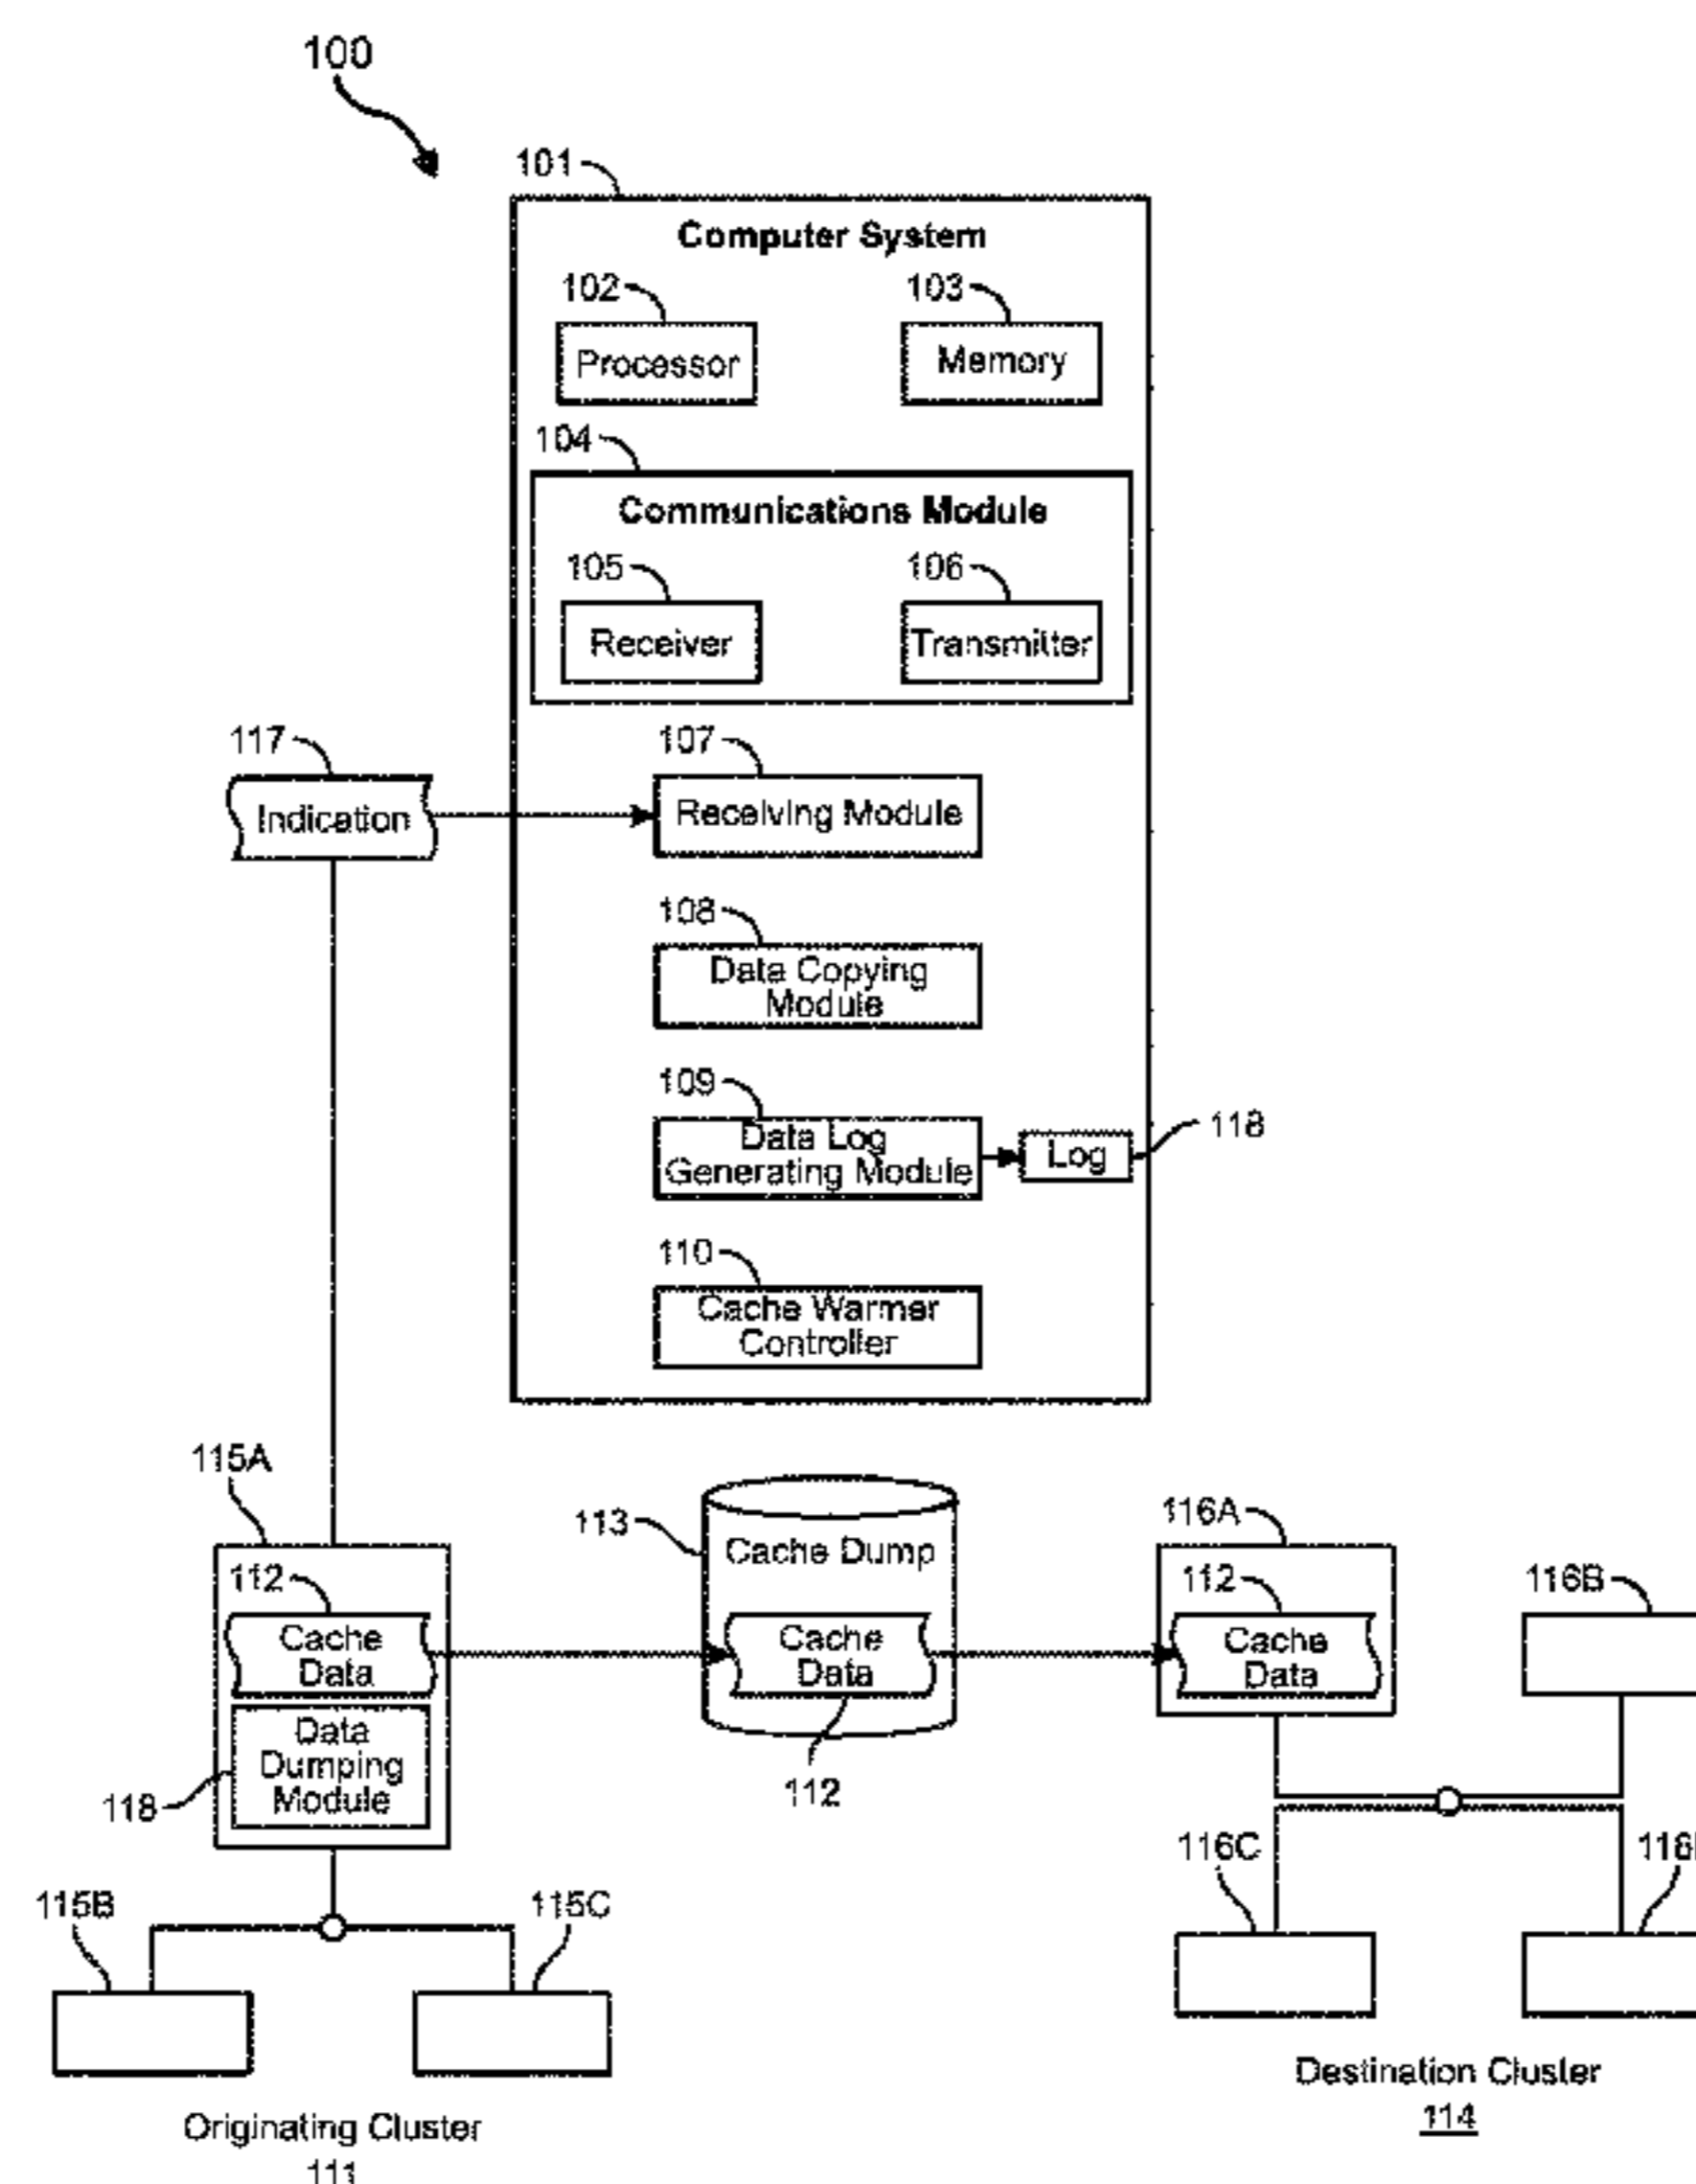 100
101
Computer System
102
103
Processor
Memory
104
Communications Module
105
106
Receiver
Transmitter
117
107
Indication
Receiving Module
108
Data Copying
Module
109
Data Log
Generating Module
Log
118
110
Cache Warmer
Controller
115A
113
Cache Dump
116A
116B
112
Cache
Data
Cache
Data
112
112
Cache
Data
118
Data
Dumping
Module
116C
115B
115C
Destination Cluster
114
Originating Cluster
111